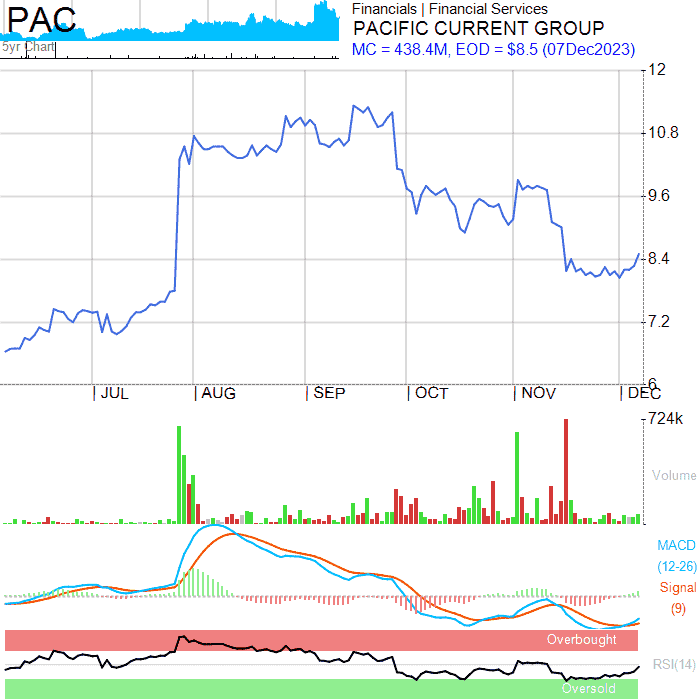 PAC
5yr Chart
Financials | Financial Services
PACIFIC CURRENT GROUP
MC = 438.4M, EOD = $8.5 (07Dec2023)
12
10.8
9.6
8.4
7.2
6
JUL AUG SEP OCT NOV DEC
724k
Volume
MACD
(12-26)
Signal
(9)
Overbought
RSI(14)
Oversold